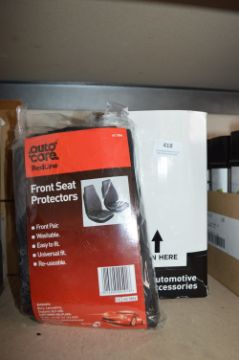 auto
care
RedLine
Front Seat
Protectors
• Front Pair.
• Washable.
• Easy to fit.
• Universal fit.
• Re-useable.
418
N HERE
utomotive
ccessories